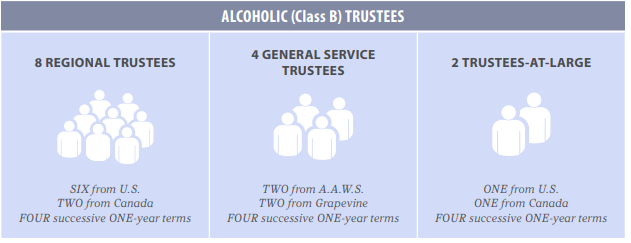 ALCOHOLIC (Class B) TRUSTEES
8 REGIONAL TRUSTEES
SIX from U.S.
TWO from Canada
FOUR successive ONE-year terms
4 GENERAL SERVICE
TRUSTEES
TWO from A.A.W.S.
TWO from Grapevine
FOUR successive ONE-year terms
2 TRUSTEES-AT-LARGE
ONE from U.S.
ONE from Canada
FOUR successive ONE-year terms